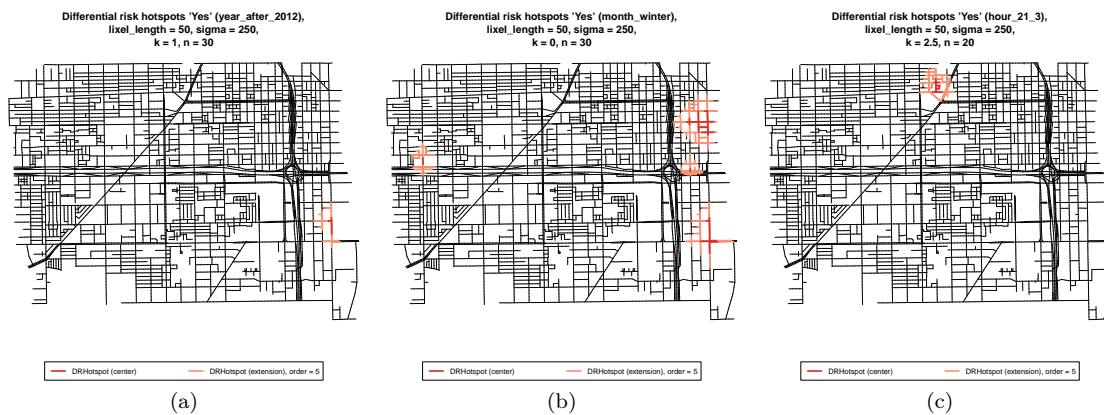 Differential risk hotspots 'Yes' (year_after_2012),
lixel_length = 50, sigma = 250,
k = 1, n = 30
DRHotspot (center)
DRHotspot (extension), order = 5
(a)
Differential risk hotspots 'Yes' (month_winter),
lixel_length = 50, sigma = 250,
k = 0, n = 30
DRHotspot (center)
DRHotspot (extension), order = 5
(b)
Differential risk hotspots 'Yes' (hour_21_3),
lixel_length = 50, sigma = 250,
k = 2.5, n = 20
DRHotspot (center)
DRHotspot (extension), order = 5
(c)